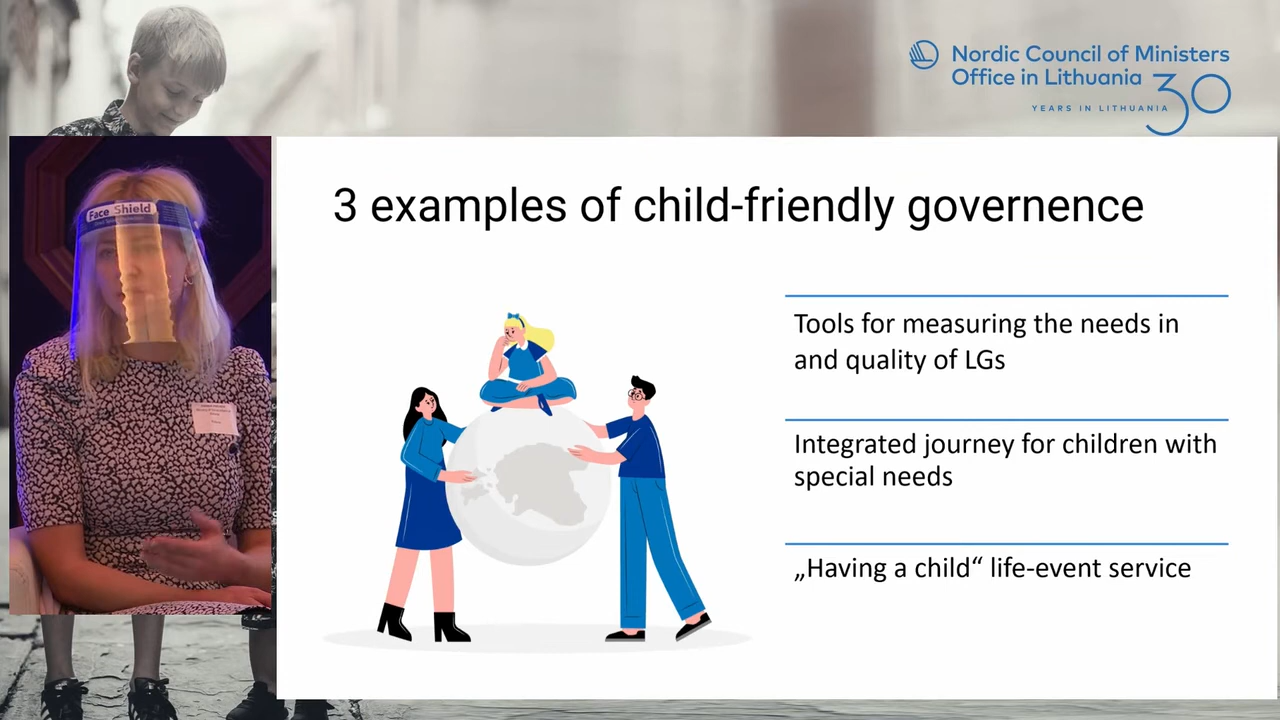 Nordic Council of Ministers
Office in Lithuania
30
YEARS IN LITHUANIA
Face Shield
3 examples of child-friendly governence
Tools for measuring the needs in
and quality of LGs
Integrated journey for children with
special needs
„Having a child“ life-event service